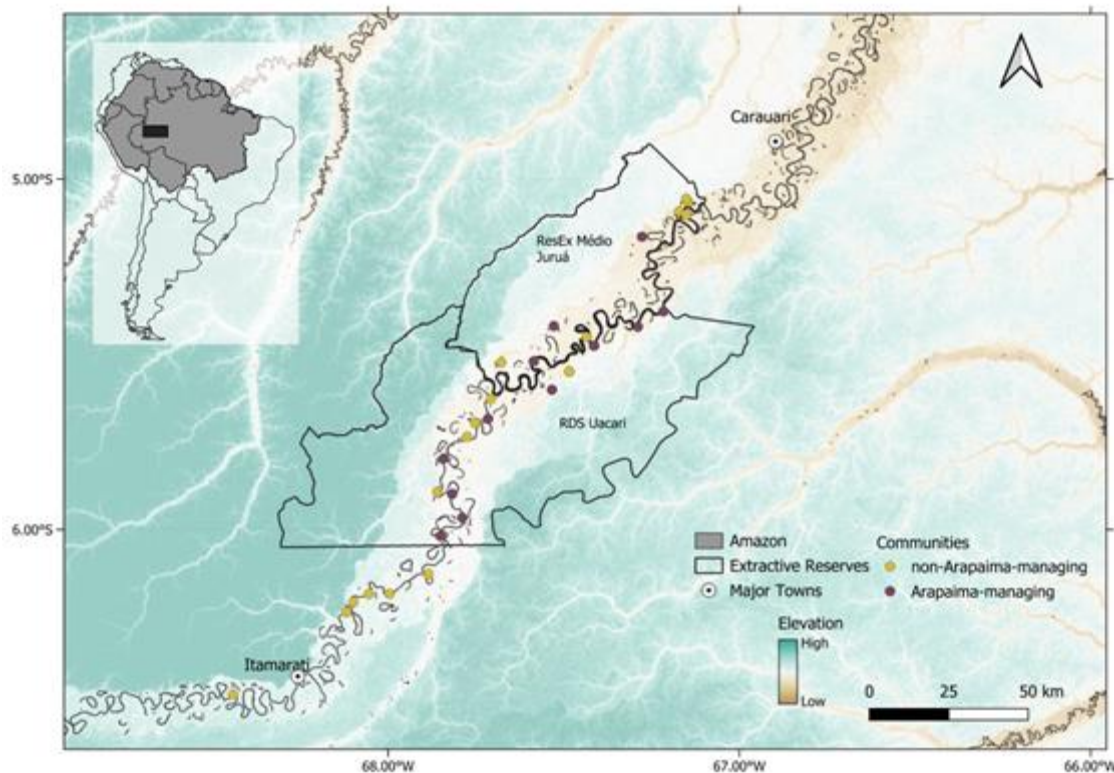 Carauari
5.00°S
ResEx Médio
Juruá
RDS Uacari
6.00°S
Amazon
Extractive Reserves
Major Towns
Communities
non-Arapaima-managing
Arapaima-managing
Elevation
High
Low
0 25 50 km
Itamarati
68.00°W 67.00°W 66.00°W